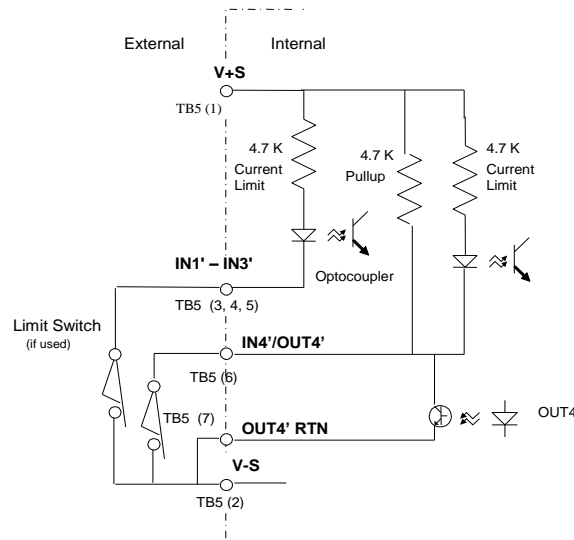 External
Internal
V+S
TB5 (1)
4.7 K
Current
Limit
4.7 K
Pullup
4.7 K
Current
Limit
Optocoupler
IN1' – IN3'
TB5 (3, 4, 5)
Limit Switch
(if used)
IN4'/OUT4'
TB5 (6)
TB5 (7)
OUT4' RTN
OUT4
V-S
TB5 (2)